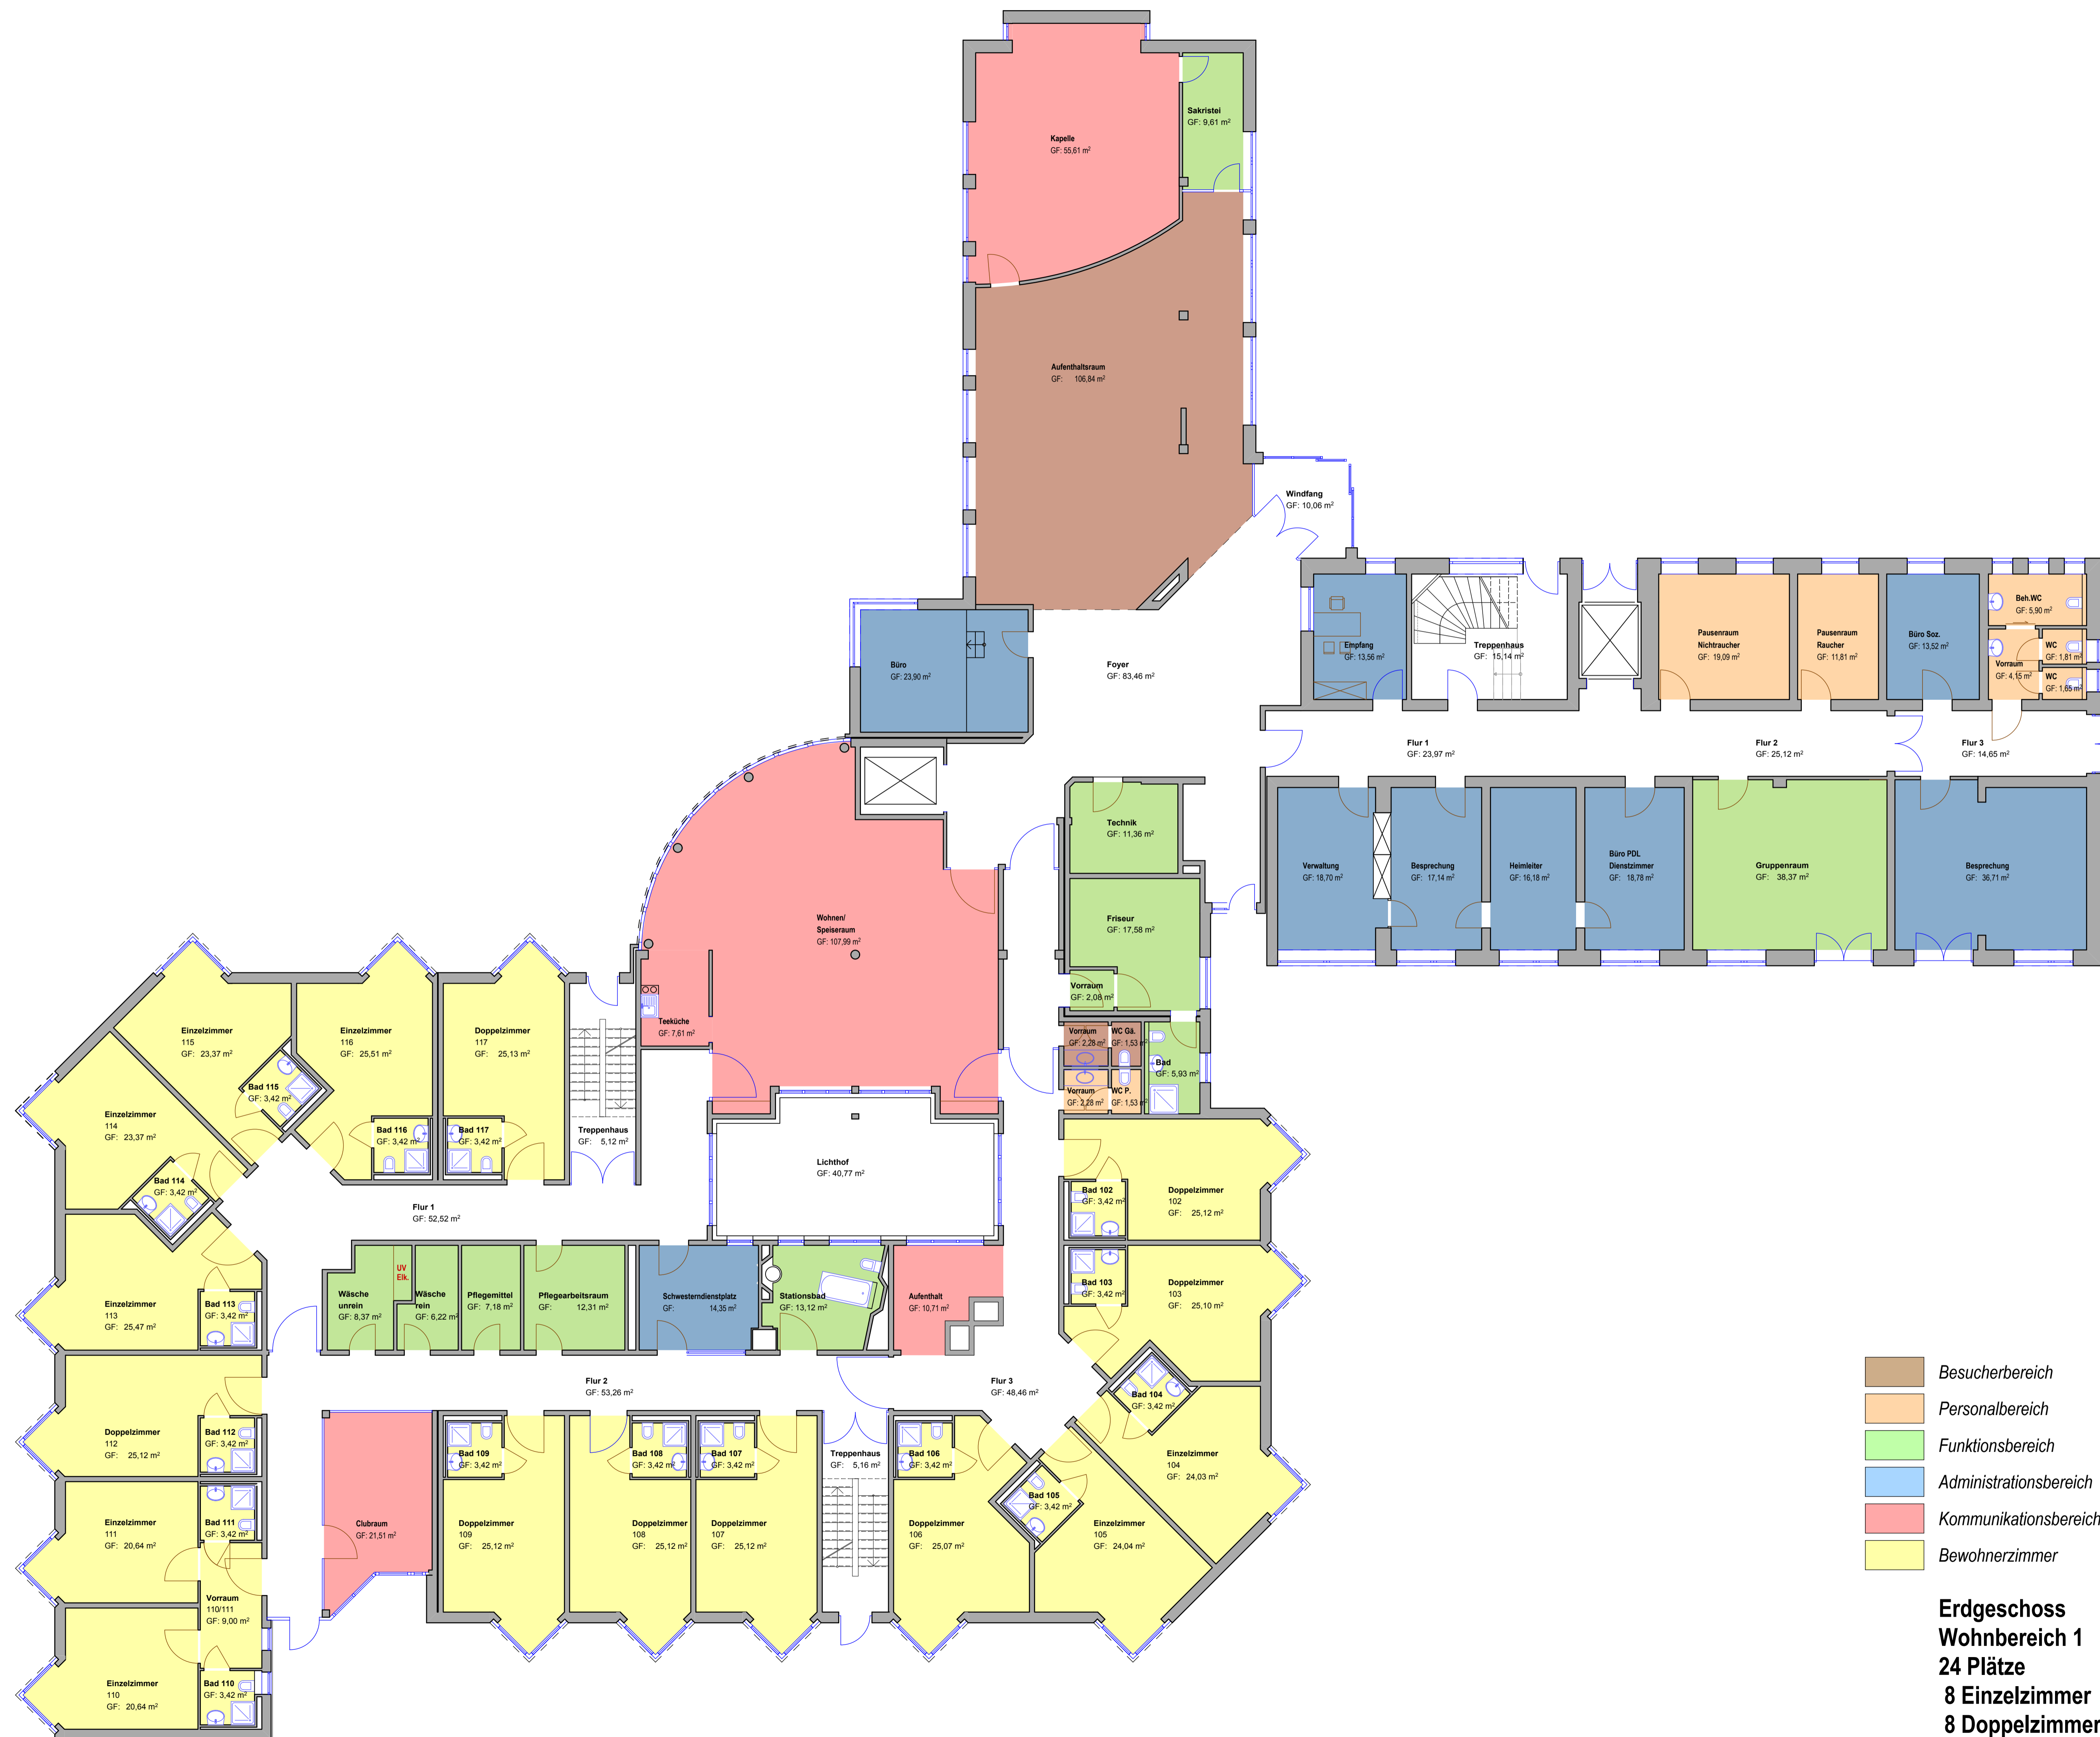 Kapelle
GF: 55,61 m²
Sakristei
GF: 9,61 m²
Aufenthaltsraum
GF: 106,84 m²
Windfang
GF: 10,06 m²
Büro
GF: 23,90 m²
Foyer
GF: 83,46 m²
Empfang
GF: 13,56 m²
Treppenhaus
GF: 15,14 m²
Pausenraum
Nichtraucher
GF: 19,09 m²
Pausenraum
Raucher
GF: 11,81 m²
Büro Soz.
GF: 13,52 m²
Beh.WC
GF: 5,90 m²
Vorraum
GF: 4,15 m²
WC
GF: 1,81 m²
WC
GF: 1,65 m²
Flur 1
GF: 23,97 m²
Flur 2
GF: 25,12 m²
Flur 3
GF: 14,65 m²
Verwaltung
GF: 18,70 m²
Besprechung
GF: 17,14 m²
Heimleiter
GF: 16,18 m²
Büro PDL
Dienstzimmer
GF: 18,78 m²
Gruppenraum
GF: 38,37 m²
Besprechung
GF: 36,71 m²
Technik
GF: 11,36 m²
Friseur
GF: 17,58 m²
Vorraum
GF: 2,08 m²
Vorraum
GF: 2,28 m²
WC Gä.
GF: 1,53 m²
Vorraum
GF: 2,28 m²
WC P.
GF: 1,53 m²
Bad
GF: 5,93 m²
Wohnen/
Speiseraum
GF: 107,99 m²
Teeküche
GF: 7,61 m²
Lichthof
GF: 40,77 m²
Einzelzimmer
115
GF: 23,37 m²
Bad 115
GF: 3,42 m²
Einzelzimmer
116
GF: 25,51 m²
Bad 116
GF: 3,42 m²
Doppelzimmer
117
GF: 25,13 m²
Bad 117
GF: 3,42 m²
Treppenhaus
GF: 5,12 m²
Einzelzimmer
114
GF: 23,37 m²
Bad 114
GF: 3,42 m²
Flur 1
GF: 52,52 m²
Einzelzimmer
113
GF: 25,47 m²
Bad 113
GF: 3,42 m²
Wäsche
unrein
GF: 8,37 m²
UV
Elk.
Wäsche
rein
GF: 6,22 m²
Pflegemittel
GF: 7,18 m²
Pflegearbeitsraum
GF: 12,31 m²
Schwesterndienstplatz
GF: 14,35 m²
Stationsbad
GF: 13,12 m²
Aufenthalt
GF: 10,71 m²
Doppelzimmer
102
GF: 25,12 m²
Bad 102
GF: 3,42 m²
Doppelzimmer
103
GF: 25,10 m²
Bad 103
GF: 3,42 m²
Flur 2
GF: 53,26 m²
Flur 3
GF: 48,46 m²
Bad 104
GF: 3,42 m²
Einzelzimmer
104
GF: 24,03 m²
Doppelzimmer
112
GF: 25,12 m²
Bad 112
GF: 3,42 m²
Einzelzimmer
111
GF: 20,64 m²
Bad 111
GF: 3,42 m²
Vorraum
110/111
GF: 9,00 m²
Einzelzimmer
110
GF: 20,64 m²
Bad 110
GF: 3,42 m²
Clubraum
GF: 21,51 m²
Bad 109
GF: 3,42 m²
Doppelzimmer
109
GF: 25,12 m²
Bad 108
GF: 3,42 m²
Doppelzimmer
108
GF: 25,12 m²
Bad 107
GF: 3,42 m²
Doppelzimmer
107
GF: 25,12 m²
Treppenhaus
GF: 5,16 m²
Bad 106
GF: 3,42 m²
Doppelzimmer
106
GF: 25,07 m²
Bad 105
GF: 3,42 m²
Einzelzimmer
105
GF: 24,04 m²
Besucherbereich
Personalbereich
Funktionsbereich
Administrationsbereich
Kommunikationsbereich
Bewohnerzimmer
Erdgeschoss
Wohnbereich 1
24 Plätze
8 Einzelzimmer
8 Doppelzimmer